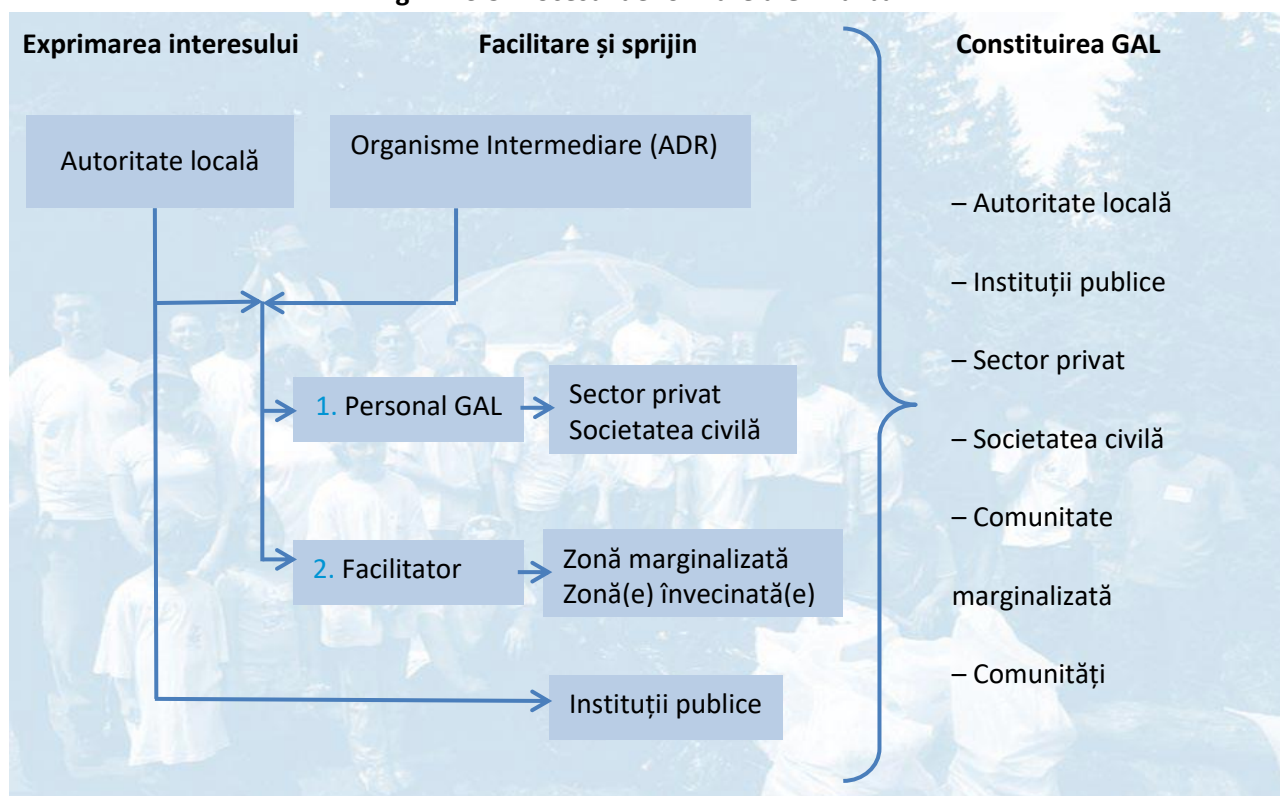 Exprimarea interesului
Facilitare și sprijin
Constituirea GAL
Autoritate locală
Organisme Intermediare (ADR)
1. Personal GAL
Sector privat
Societatea civilă
2. Facilitator
Zonă marginalizată
Zonă(e) învecinată(e)
Instituții publice
– Autoritate locală
– Instituții publice
– Sector privat
– Societatea civilă
– Comunitate
marginalizată
– Comunități